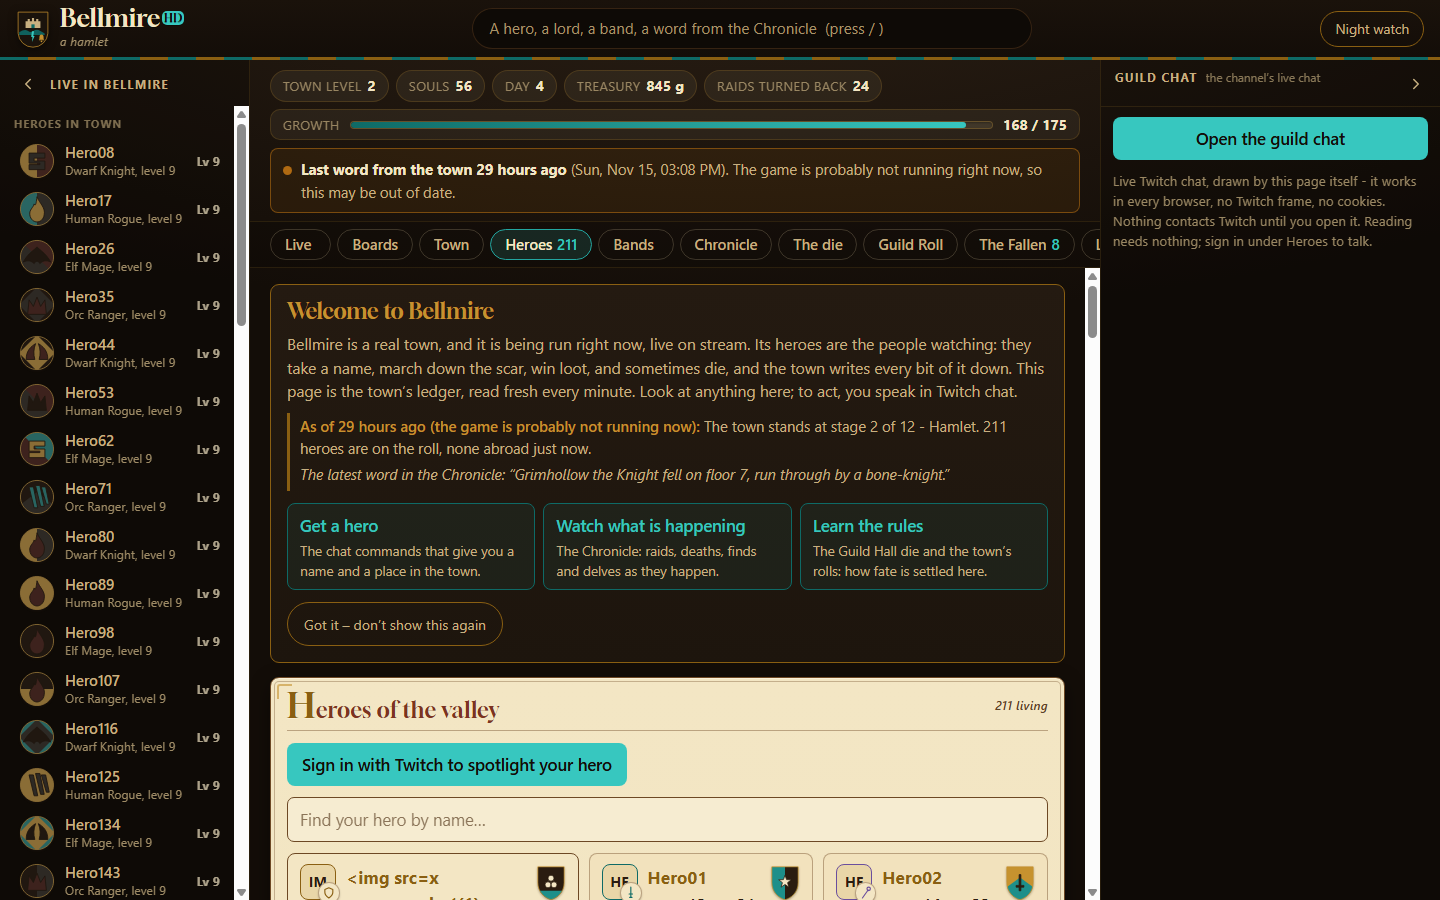 Bellmire HD
a hamlet
A hero, a lord, a band, a word from the Chronicle (press / )
Night watch
LIVE IN BELLMIRE
HEROES IN TOWN
Hero08
Dwarf Knight, level 9
Lv 9
Hero17
Human Rogue, level 9
Lv 9
Hero26
Elf Mage, level 9
Lv 9
Hero35
Orc Ranger, level 9
Lv 9
Hero44
Dwarf Knight, level 9
Lv 9
Hero53
Human Rogue, level 9
Lv 9
Hero62
Elf Mage, level 9
Lv 9
Hero71
Orc Ranger, level 9
Lv 9
Hero80
Dwarf Knight, level 9
Lv 9
Hero89
Human Rogue, level 9
Lv 9
Hero98
Elf Mage, level 9
Lv 9
Hero107
Orc Ranger, level 9
Lv 9
Hero116
Dwarf Knight, level 9
Lv 9
Hero125
Human Rogue, level 9
Lv 9
Hero134
Elf Mage, level 9
Lv 9
Hero143
Orc Ranger, level 9
Lv 9
TOWN LEVEL 2
SOULS 56
DAY 4
TREASURY 845 g
RAIDS TURNED BACK 24
GROWTH
168 / 175
Last word from the town 29 hours ago (Sun, Nov 15, 03:08 PM). The game is probably not running right now, so
this may be out of date.
Live
Boards
Town
Heroes 211
Bands
Chronicle
The die
Guild Roll
The Fallen 8
Welcome to Bellmire
Bellmire is a real town, and it is being run right now, live on stream. Its heroes are the people watching: they
take a name, march down the scar, win loot, and sometimes die, and the town writes every bit of it down. This
page is the town's ledger, read fresh every minute. Look at anything here; to act, you speak in Twitch chat.
As of 29 hours ago (the game is probably not running now): The town stands at stage 2 of 12 - Hamlet. 211
heroes are on the roll, none abroad just now.
The latest word in the Chronicle: “Grimhollow the Knight fell on floor 7, run through by a bone-knight.”
Get a hero
The chat commands that give you a
name and a place in the town.
Watch what is happening
The Chronicle: raids, deaths, finds
and delves as they happen.
Learn the rules
The Guild Hall die and the town's
rolls: how fate is settled here.
Got it – don't show this again
Heroes of the valley
211 living
Sign in with Twitch to spotlight your hero
Find your hero by name...
IM
<img src=x
HE
Hero01
HE
Hero02
GUILD CHAT the channel's live chat
Open the guild chat
Live Twitch chat, drawn by this page itself - it works
in every browser, no Twitch frame, no cookies.
Nothing contacts Twitch until you open it. Reading
needs nothing; sign in under Heroes to talk.